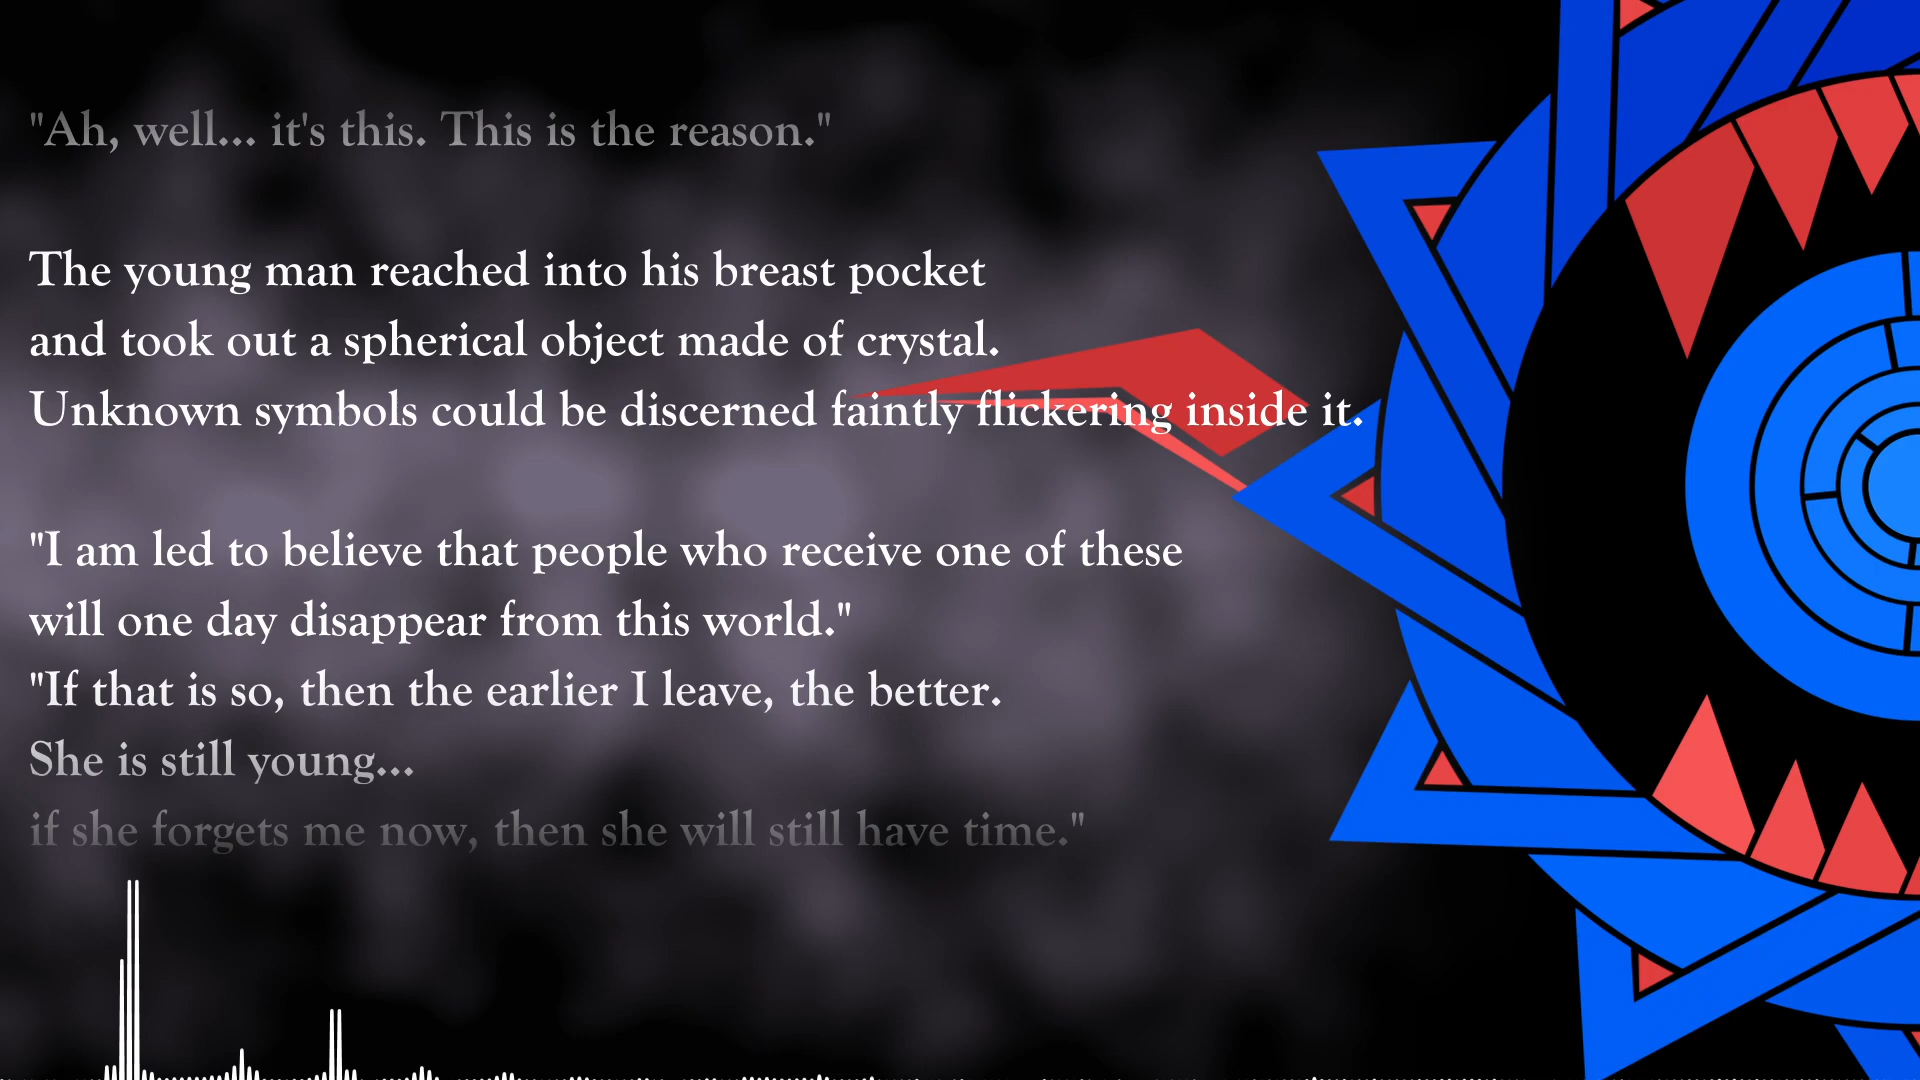 "Ah, well... it's this. This is the reason."
The young man reached into his breast pocket
and took out a spherical object made of crystal.
Unknown symbols could be discerned faintly flickering inside it.
"I am led to believe that people who receive one of these
will one day disappear from this world."
"If that is so, then the earlier I leave, the better.
She is still young...
if she forgets me now, then she will still have time."